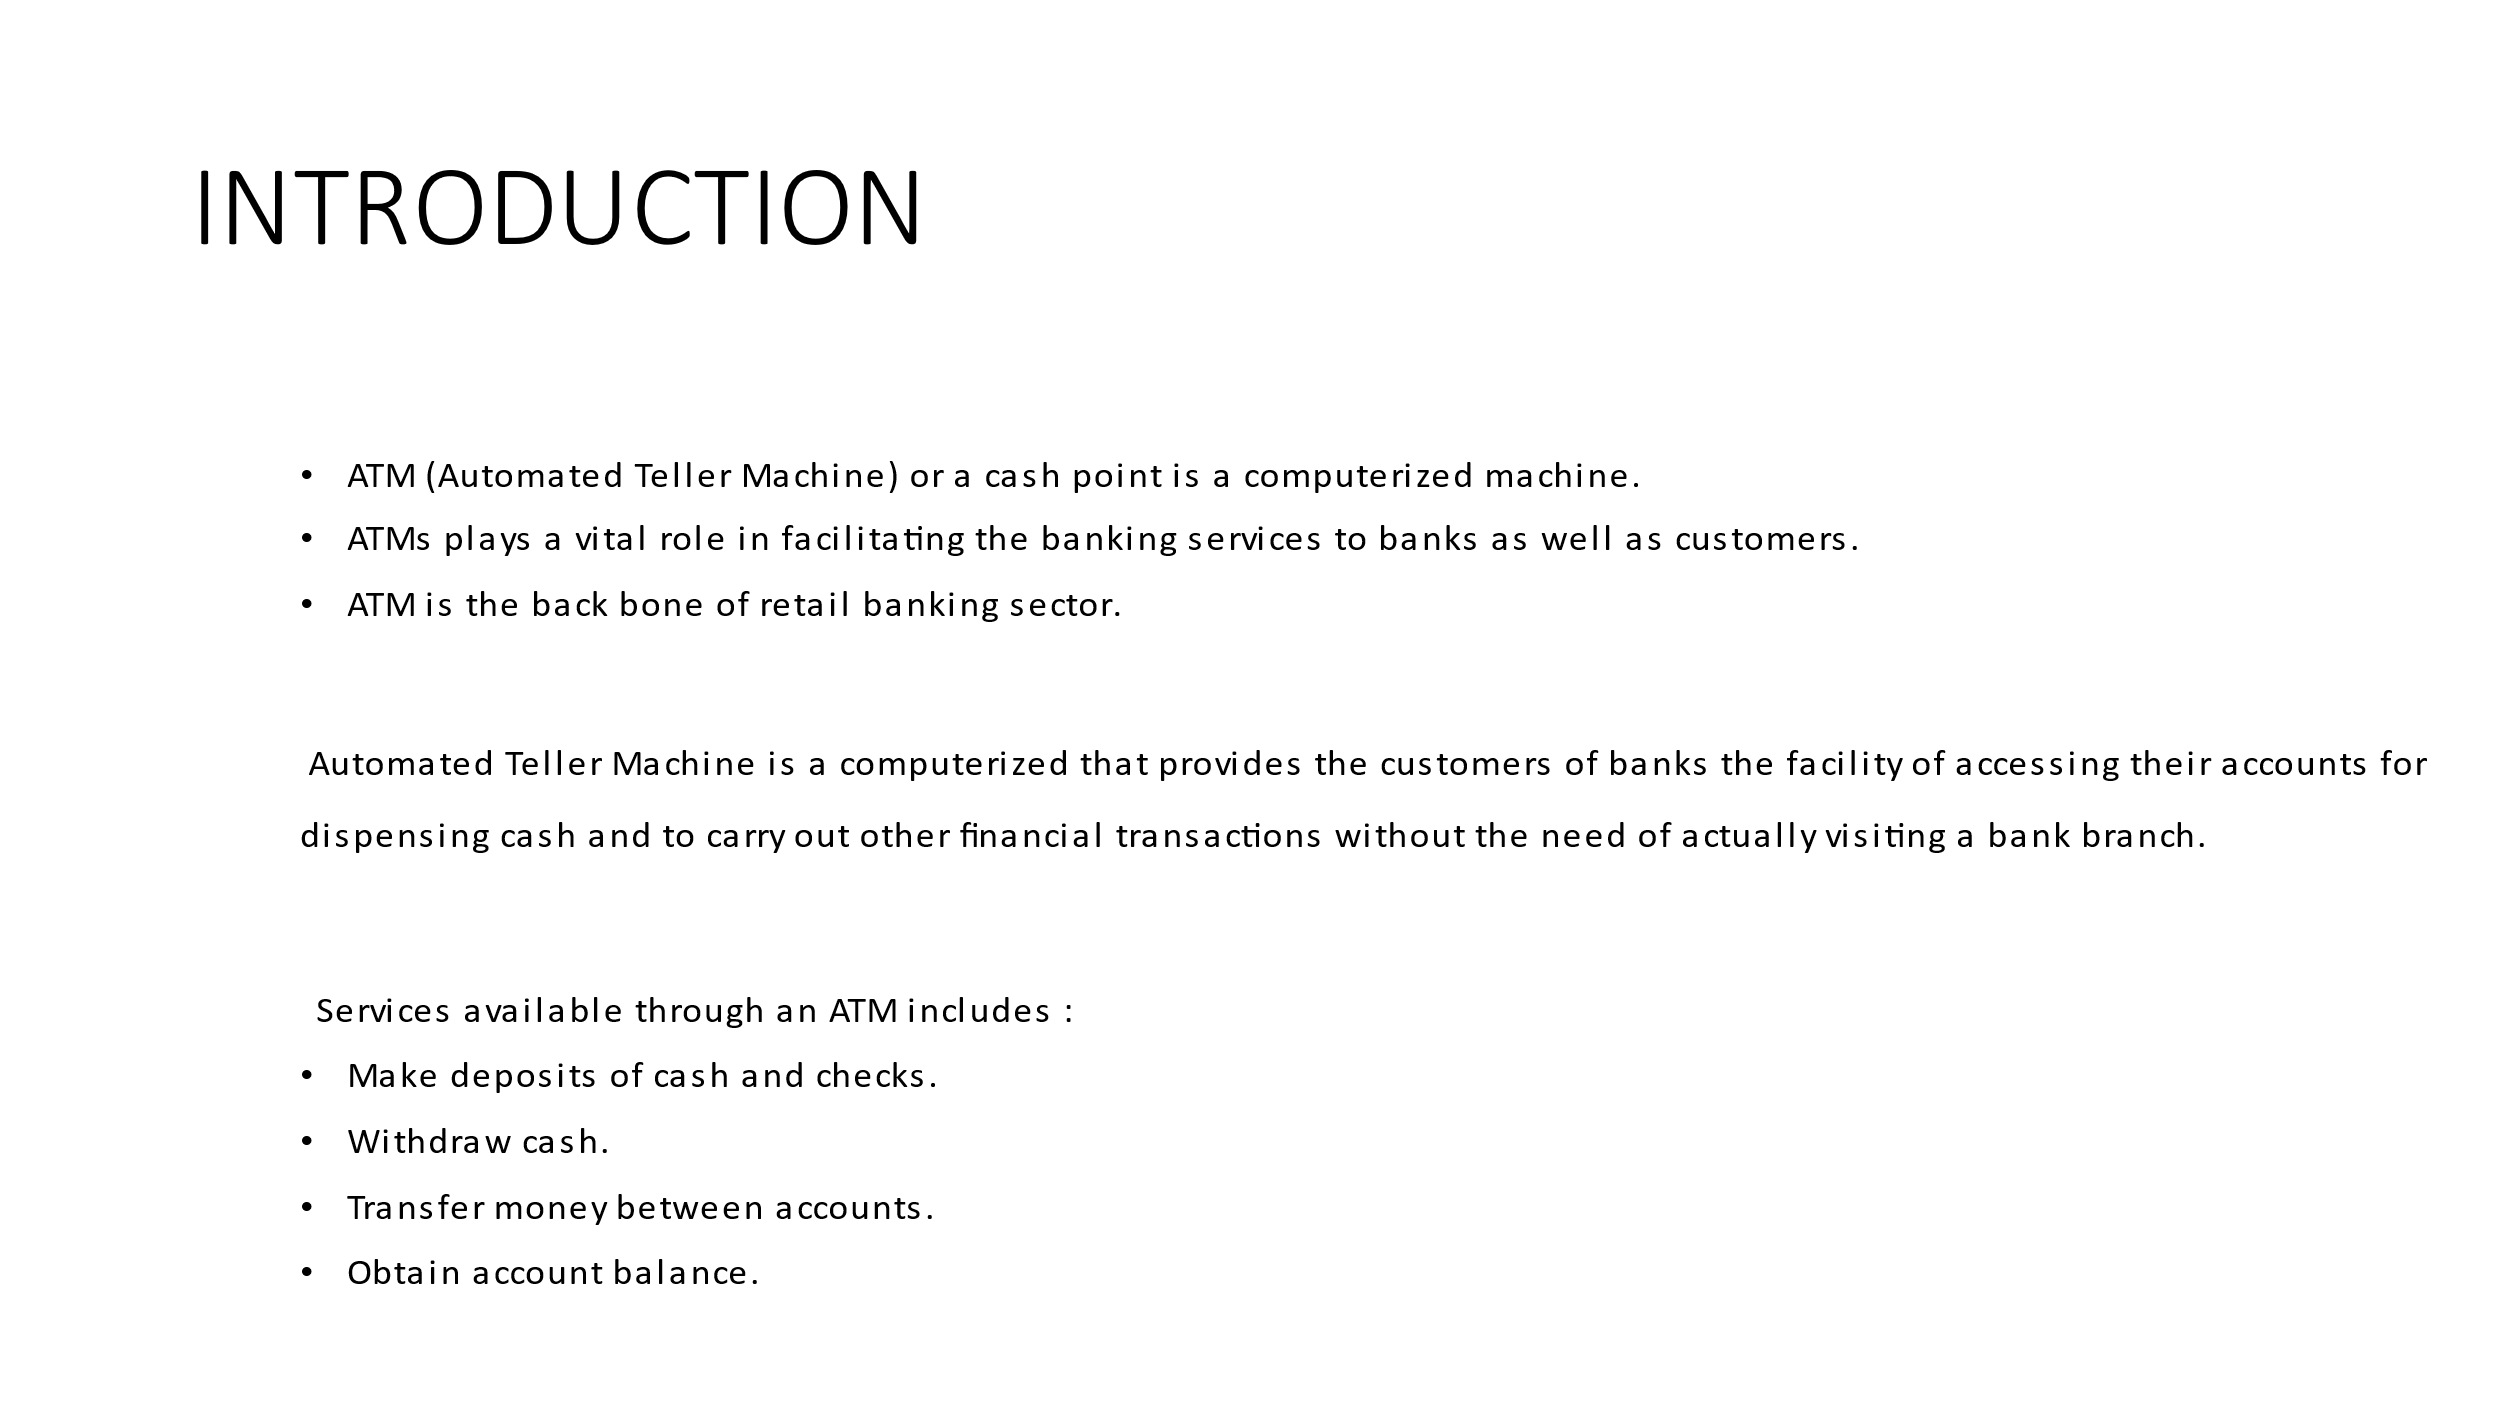 INTRODUCTION
• ATM (Automated Teller Machine) or a cash point is a computerized machine.
• ATMs plays a vital role in facilitating the banking services to banks as well as customers.
• ATM is the back bone of retail banking sector.
Automated Teller Machine is a computerized that provides the customers of banks the facility of accessing their accounts for
dispensing cash and to carry out other financial transactions without the need of actually visiting a bank branch.
Services available through an ATM includes :
• Make deposits of cash and checks.
• Withdraw cash.
• Transfer money between accounts.
• Obtain account balance.